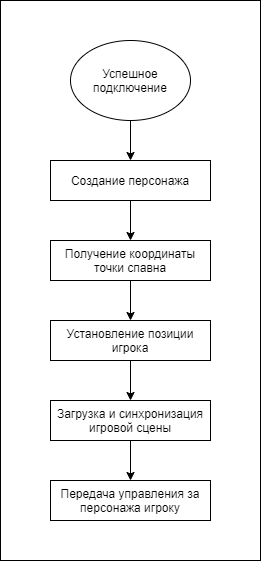 Успешное
подключение
Создание персонажа
Получение координаты
точки спавна
Установление позиции
игрока
Загрузка и синхронизация
игровой сцены
Передача управления за
персонажа игроку